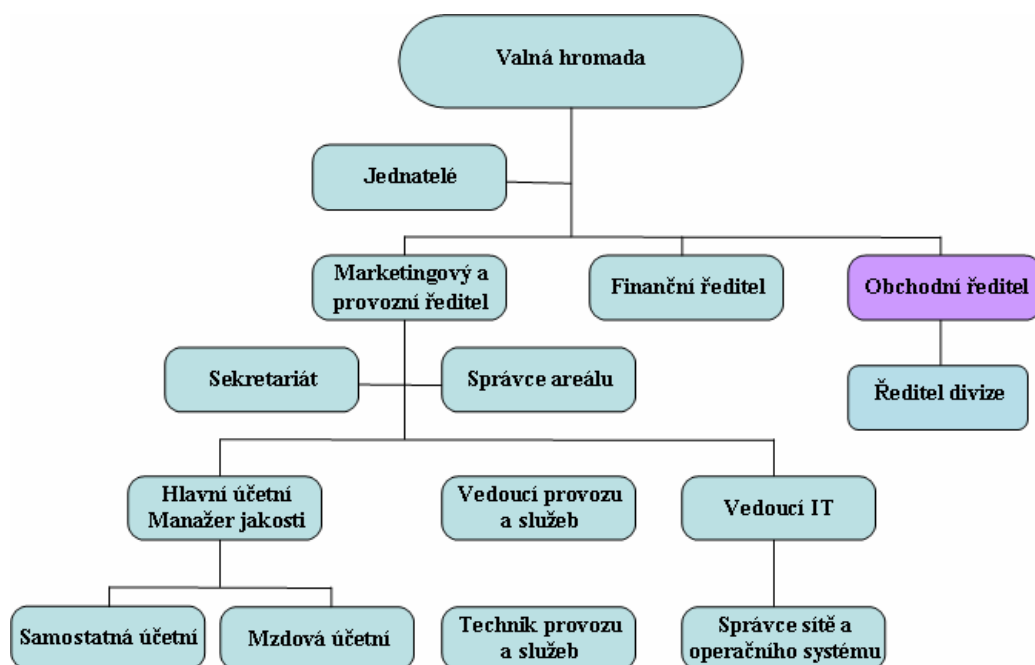 Valná hromada
Jednatelé
Marketingový a
provozní ředitel
Finanční ředitel
Obchodní ředitel
Sekretariát
Správce areálu
Ředitel divize
Hlavní účetní
Manažer jakosti
Vedoucí provozu
a služeb
Vedoucí IT
Samostatná účetní
Mzdová účetní
Technik provozu
a služeb
Správce sítě a
operačního systému